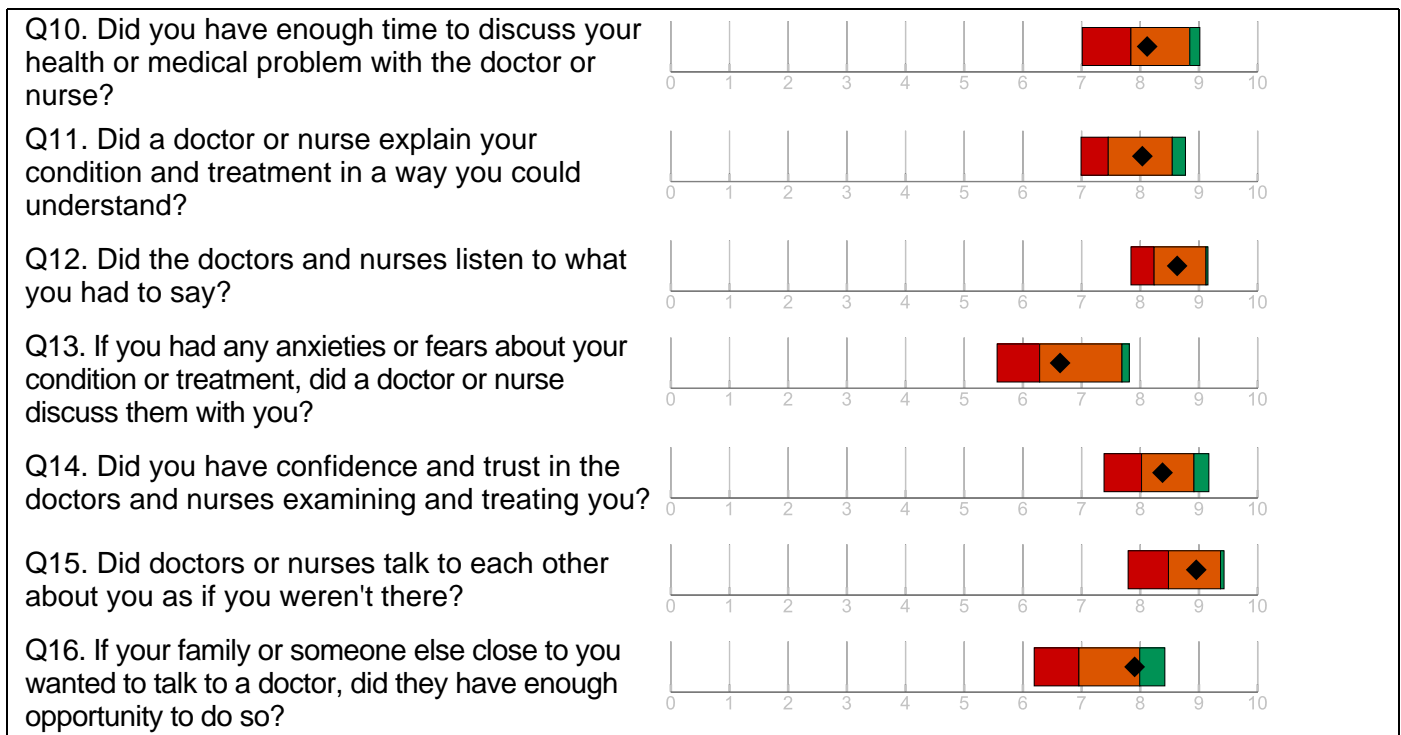 Q10. Did you have enough time to discuss your
health or medical problem with the doctor or
nurse?
0 1 2 3 4 5 6 7 8 9 10
Q11. Did a doctor or nurse explain your
condition and treatment in a way you could
understand?
0 1 2 3 4 5 6 7 8 9 10
Q12. Did the doctors and nurses listen to what
you had to say?
0 1 2 3 4 5 6 7 8 9 10
Q13. If you had any anxieties or fears about your
condition or treatment, did a doctor or nurse
discuss them with you?
0 1 2 3 4 5 6 7 8 9 10
Q14. Did you have confidence and trust in the
doctors and nurses examining and treating you?
0 1 2 3 4 5 6 7 8 9 10
Q15. Did doctors or nurses talk to each other
about you as if you weren't there?
0 1 2 3 4 5 6 7 8 9 10
Q16. If your family or someone else close to you
wanted to talk to a doctor, did they have enough
opportunity to do so?
0 1 2 3 4 5 6 7 8 9 10